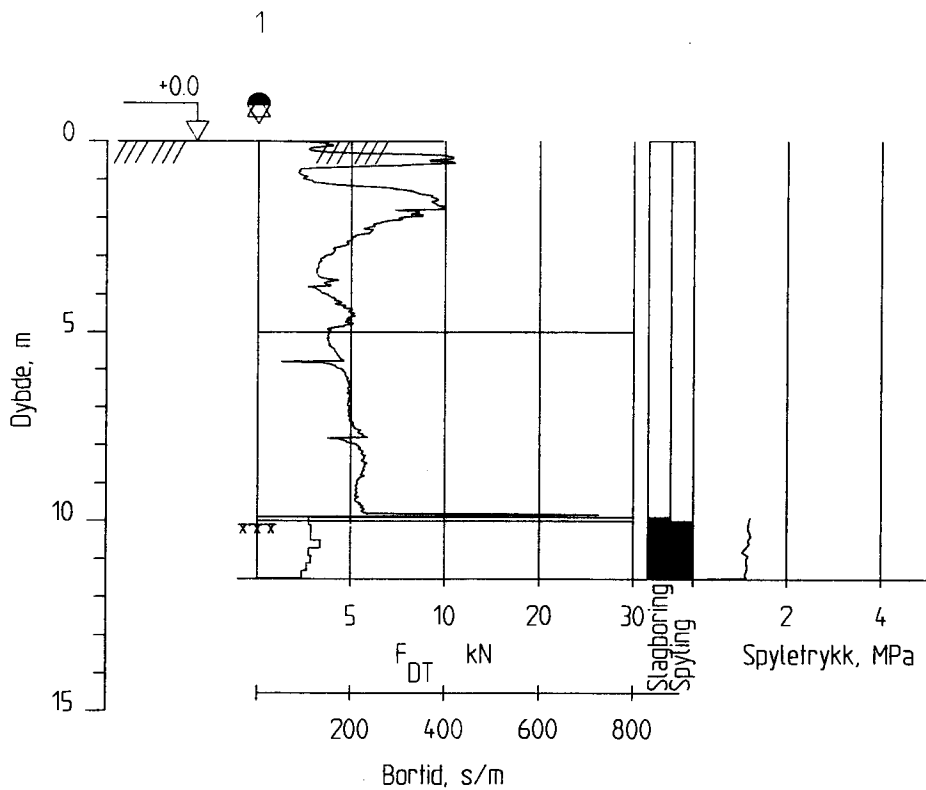 1
+0.0
0
5
10
15
Dybde, m
5 10 20 30
F_DT kN
Slagboring
Spyling
2 4
Spyletrykk, MPa
200 400 600 800
Bortid, s/m
x x x